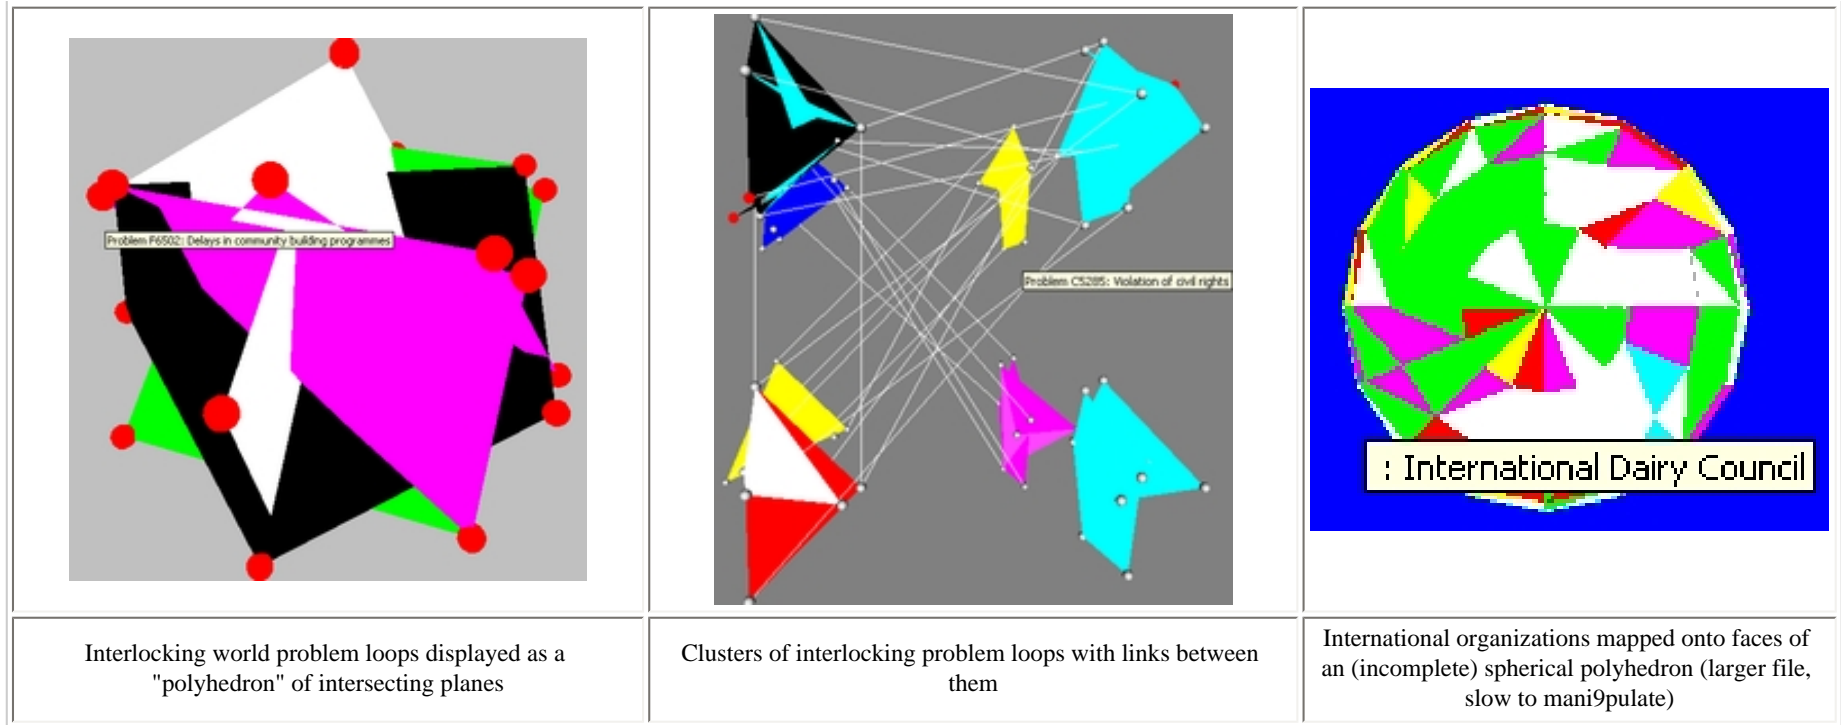 Problem F6502: Delays in community building programmes
Problem C5285: Violation of civil rights
: International Dairy Council
Interlocking world problem loops displayed as a
"polyhedron" of intersecting planes
Clusters of interlocking problem loops with links between
them
International organizations mapped onto faces of
an (incomplete) spherical polyhedron (larger file,
slow to mani9pulate)